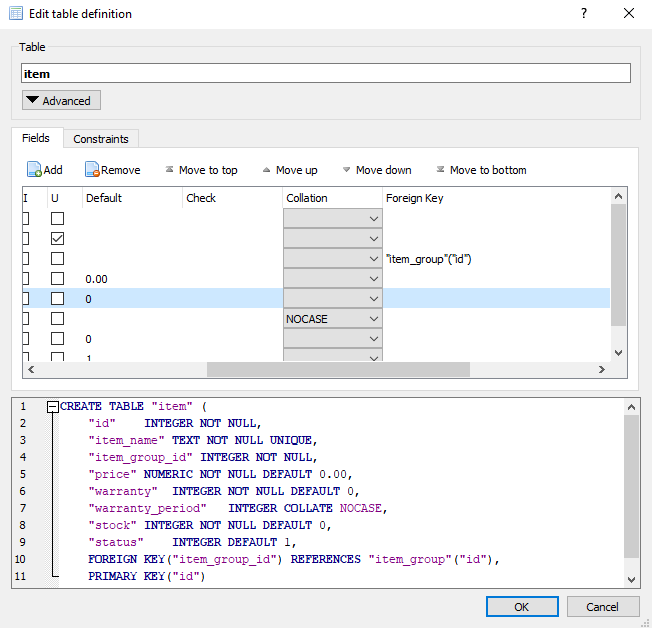 Edit table definition
Table
item
Advanced
Fields Constraints
Add Remove Move to top Move up Move down Move to bottom
U Default Check Collation Foreign Key
"item_group"("id")
0.00
0
NOCASE
0
1
1 CREATE TABLE "item" (
2 "id" INTEGER NOT NULL,
3 "item_name" TEXT NOT NULL UNIQUE,
4 "item_group_id" INTEGER NOT NULL,
5 "price" NUMERIC NOT NULL DEFAULT 0.00,
6 "warranty" INTEGER NOT NULL DEFAULT 0,
7 "warranty_period" INTEGER COLLATE NOCASE,
8 "stock" INTEGER NOT NULL DEFAULT 0,
9 "status" INTEGER DEFAULT 1,
10 FOREIGN KEY("item_group_id") REFERENCES "item_group"("id"),
11 PRIMARY KEY("id")
OK Cancel